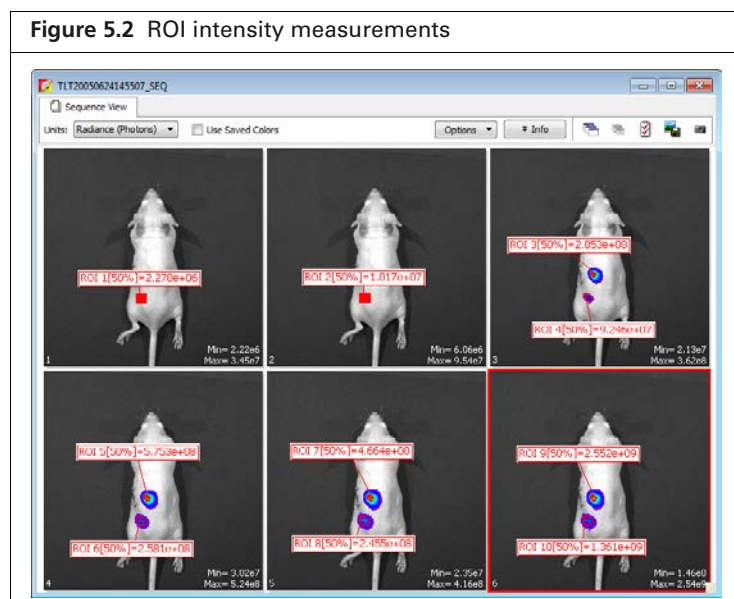 Figure 5.2 ROI intensity measurements
TLT20050624145507_SEQ
Sequence View
Units: Radiance (Photons) Use Saved Colors Options Info
ROI 1[50%]=2.278e+06
Min= 2.22e6
Max= 3.45e7
1
ROI 2[50%]=1.017e+07
Min= 6.06e6
Max= 9.54e7
2
ROI 3[50%]=2.053e+08
ROI 4[50%]=9.246e+07
Min= 2.13e7
Max= 3.62e8
3
ROI 5[50%]=5.753e+08
ROI 6[50%]=2.581e+08
Min= 3.02e7
Max= 5.24e8
4
ROI 7[50%]=4.664e+00
ROI 8[50%]=2.455e+08
Min= 2.35e7
Max= 4.16e8
5
ROI 9[50%]=2.552e+09
ROI 10[50%]=1.361e+09
Min= 1.46e8
Max= 2.54e9
6